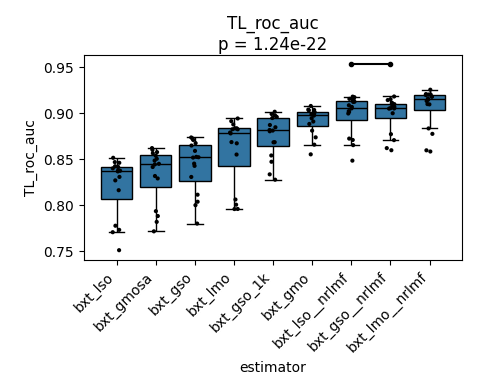 TL_roc_auc
p = 1.24e-22
0.95
0.90
0.85
0.80
0.75
TL_roc_auc
bxt_lso
bxt_gmosa
bxt_gso
bxt_lmo
bxt_gso_1k
bxt_gmo
bxt_lso__nrlmf
bxt_gso__nrlmf
bxt_lmo__nrlmf
estimator